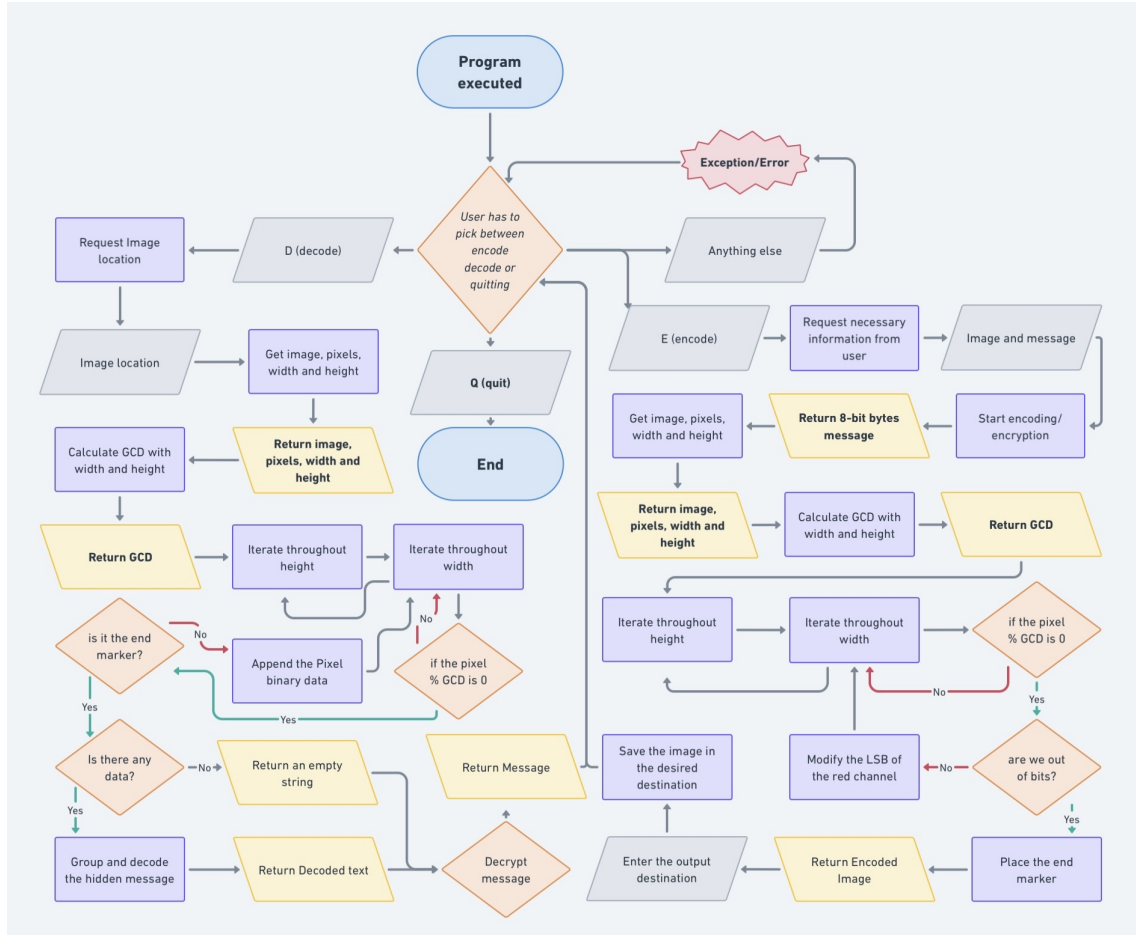 Program
executed
Exception/Error
User has to
pick between
encode
decode or
quitting
Request Image
location
D (decode)
Anything else
E (encode)
Request necessary
information from
user
Image and message
Image location
Get image, pixels,
width and height
Q (quit)
Get image, pixels,
width and height
Return 8-bit bytes
message
Start encoding/
encryption
Calculate GCD with
width and height
Return image,
pixels, width and
height
End
Return image,
pixels, width and
height
Calculate GCD with
width and height
Return GCD
Return GCD
Iterate throughout
height
Iterate throughout
width
No
is it the end
marker?
No
Append the Pixel
binary data
if the pixel
% GCD is 0
Iterate throughout
height
Iterate throughout
width
if the pixel
% GCD is 0
No
Yes
Yes
Yes
Is there any
data?
No
Return an empty
string
Return Message
Save the image in
the desired
destination
Modify the LSB of
the red channel
No
are we out
of bits?
Yes
Yes
Group and decode
the hidden message
Return Decoded text
Decrypt
message
Enter the output
destination
Return Encoded
Image
Place the end
marker